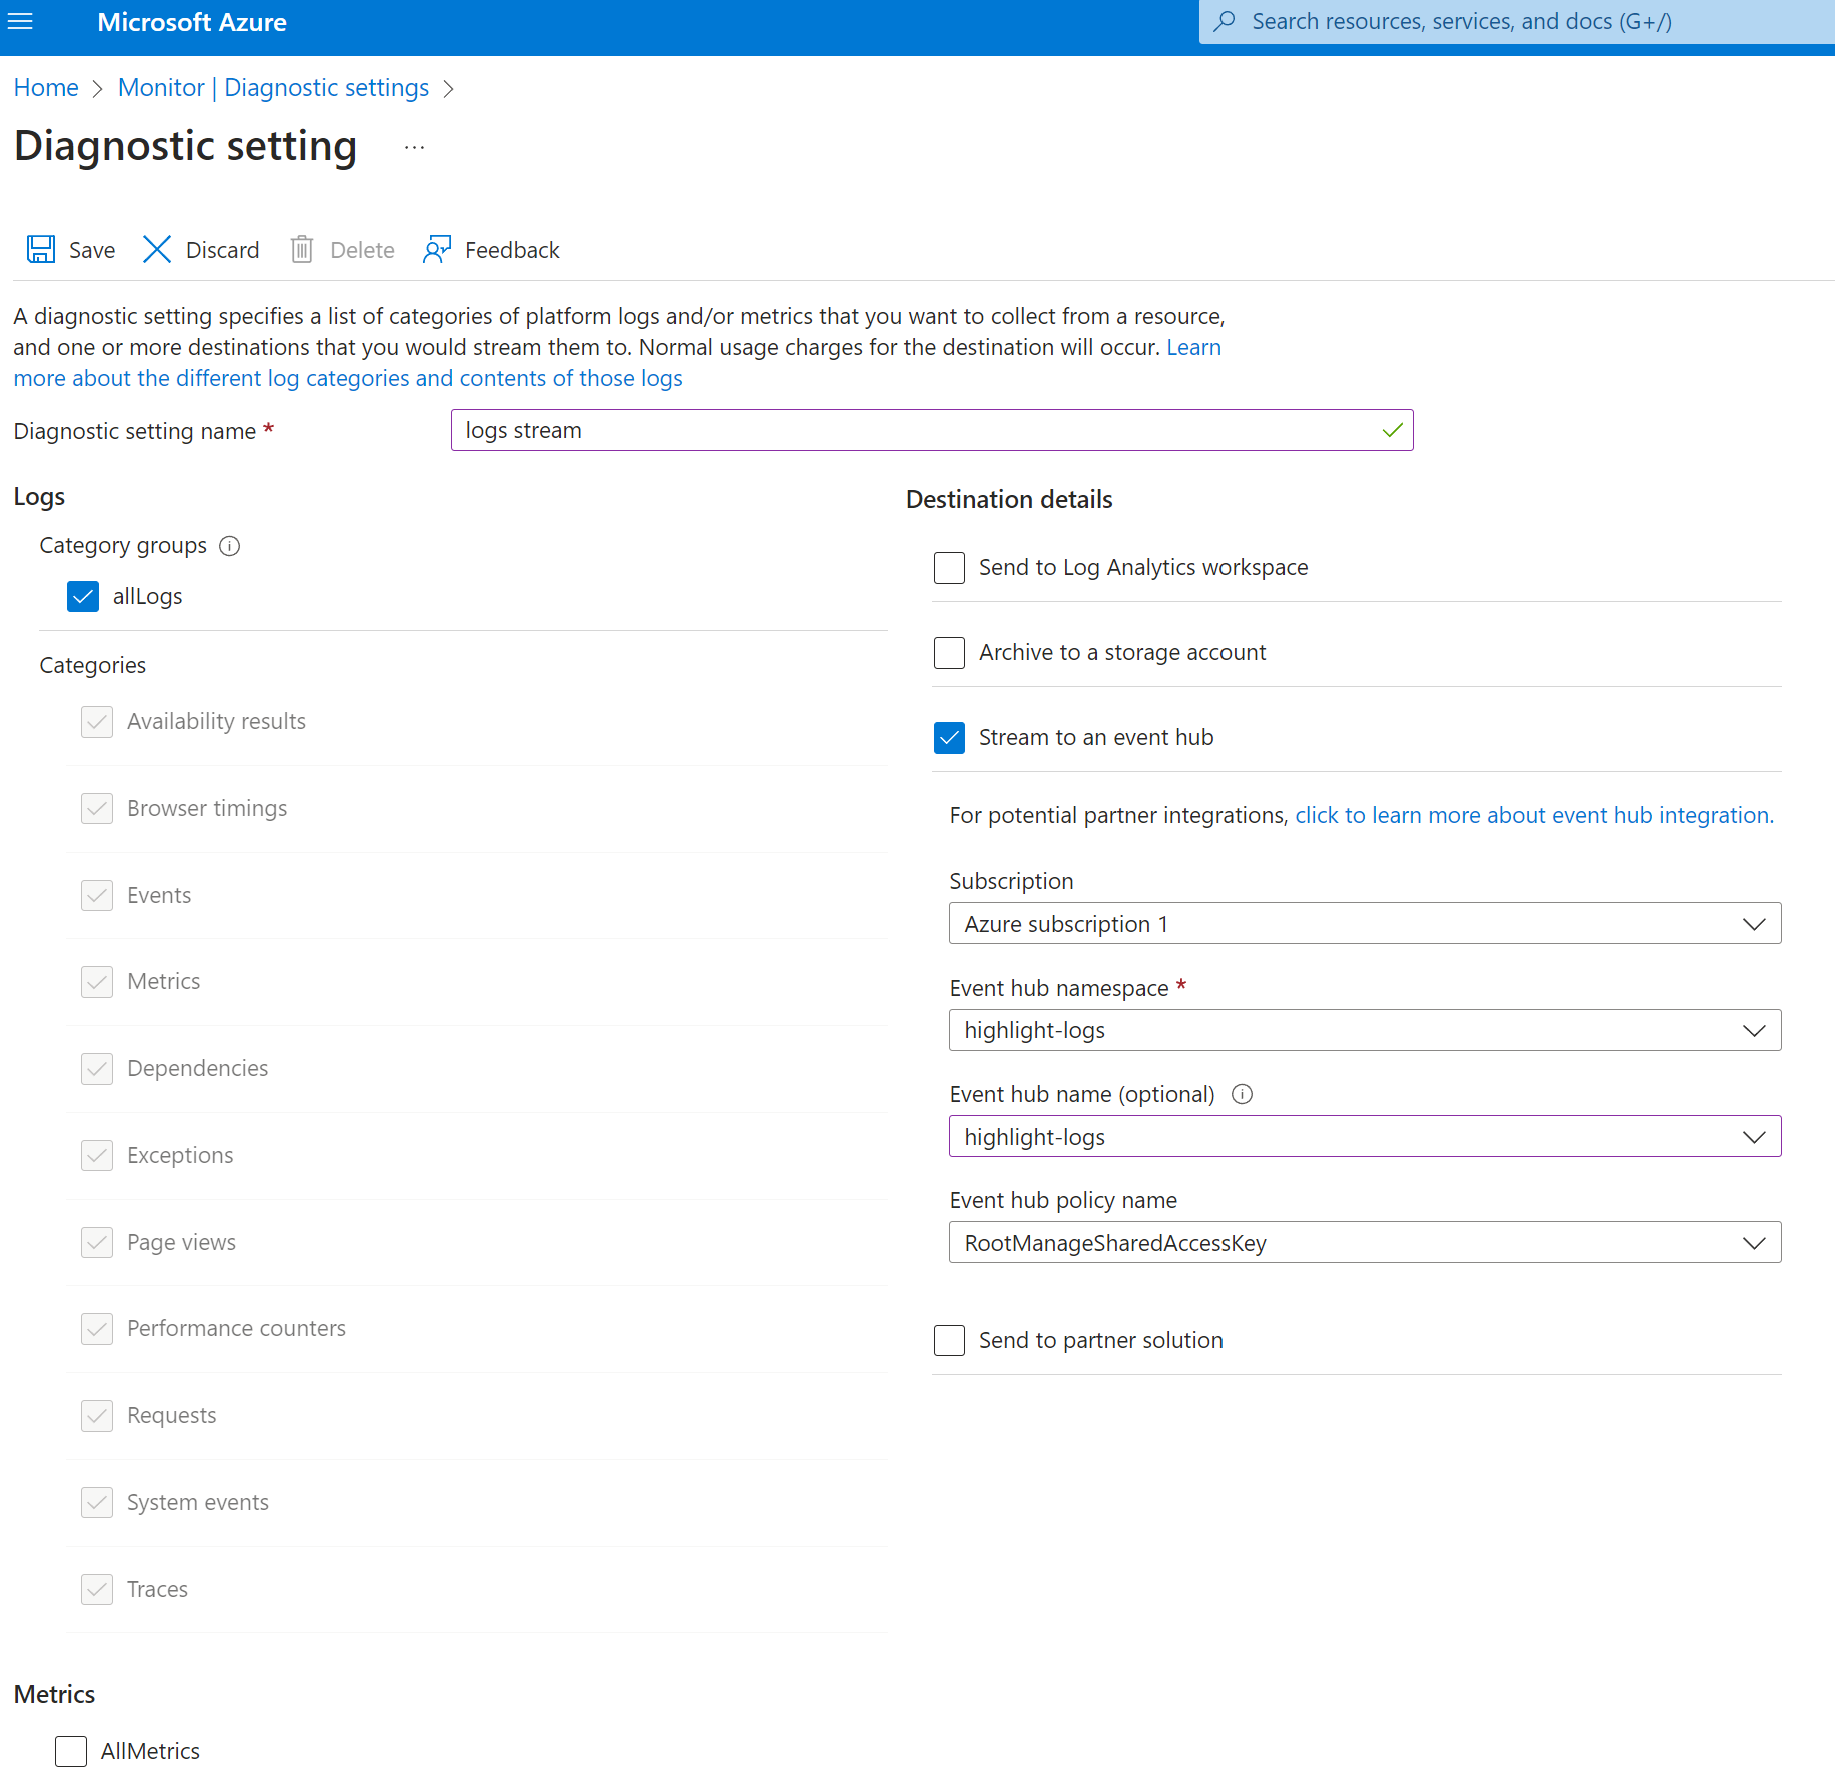 Microsoft Azure
Search resources, services, and docs (G+/)
Home > Monitor | Diagnostic settings >
Diagnostic setting ...
Save Discard Delete Feedback
A diagnostic setting specifies a list of categories of platform logs and/or metrics that you want to collect from a resource,
and one or more destinations that you would stream them to. Normal usage charges for the destination will occur. Learn
more about the different log categories and contents of those logs
Diagnostic setting name *
logs stream
Logs
Category groups
allLogs
Categories
Availability results
Browser timings
Events
Metrics
Dependencies
Exceptions
Page views
Performance counters
Requests
System events
Traces
Metrics
AllMetrics
Destination details
Send to Log Analytics workspace
Archive to a storage account
Stream to an event hub
For potential partner integrations, click to learn more about event hub integration.
Subscription
Azure subscription 1
Event hub namespace *
highlight-logs
Event hub name (optional)
highlight-logs
Event hub policy name
RootManageSharedAccessKey
Send to partner solution